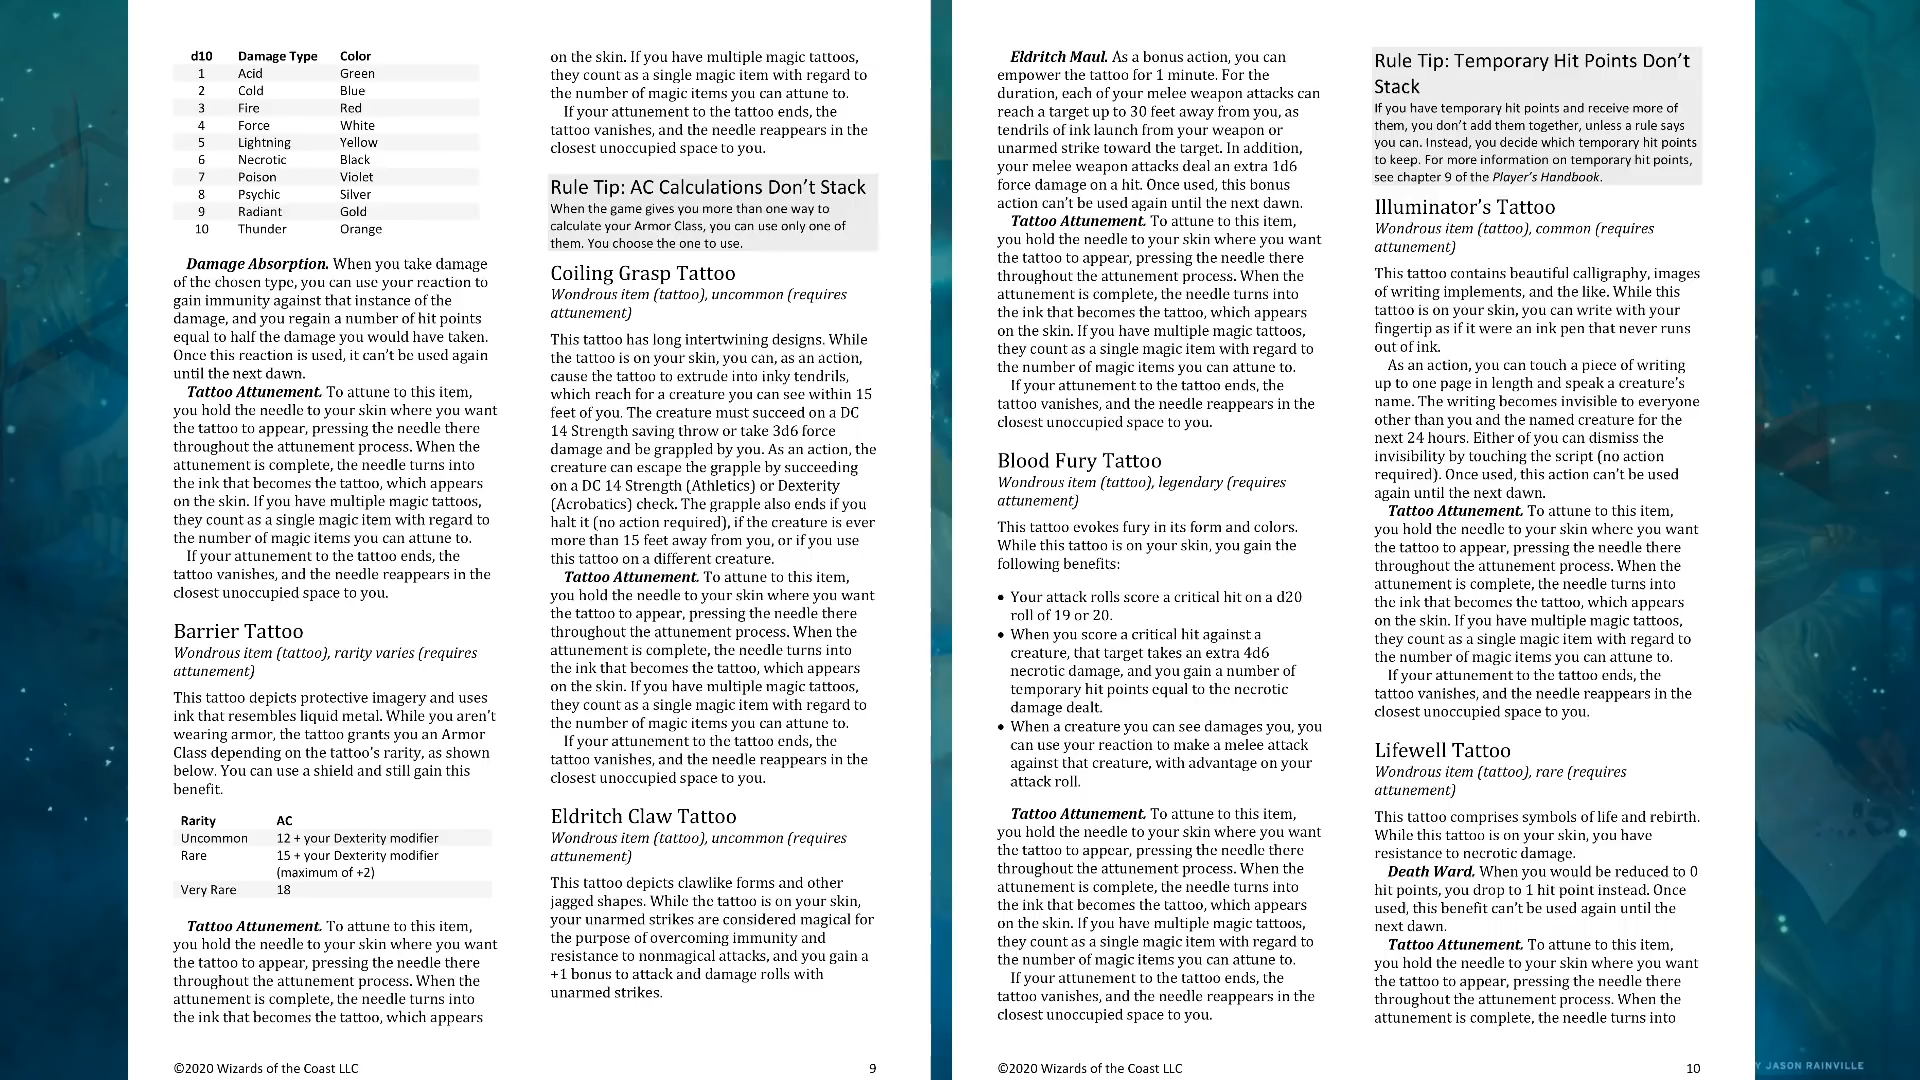 d10 Damage Type Color
1 Acid Green
2 Cold Blue
3 Fire Red
4 Force White
5 Lightning Yellow
6 Necrotic Black
7 Poison Violet
8 Psychic Silver
9 Radiant Gold
10 Thunder Orange
Damage Absorption. When you take damage
of the chosen type, you can use your reaction to
gain immunity against that instance of the
damage, and you regain a number of hit points
equal to half the damage you would have taken.
Once this reaction is used, it can’t be used again
until the next dawn.
Tattoo Attunement. To attune to this item,
you hold the needle to your skin where you want
the tattoo to appear, pressing the needle there
throughout the attunement process. When the
attunement is complete, the needle turns into
the ink that becomes the tattoo, which appears
on the skin. If you have multiple magic tattoos,
they count as a single magic item with regard to
the number of magic items you can attune to.
If your attunement to the tattoo ends, the
tattoo vanishes, and the needle reappears in the
closest unoccupied space to you.
Barrier Tattoo
Wondrous item (tattoo), rarity varies (requires
attunement)
This tattoo depicts protective imagery and uses
ink that resembles liquid metal. While you aren’t
wearing armor, the tattoo grants you an Armor
Class depending on the tattoo’s rarity, as shown
below. You can use a shield and still gain this
benefit.
Rarity AC
Uncommon 12 + your Dexterity modifier
Rare 15 + your Dexterity modifier
(maximum of +2)
Very Rare 18
Tattoo Attunement. To attune to this item,
you hold the needle to your skin where you want
the tattoo to appear, pressing the needle there
throughout the attunement process. When the
attunement is complete, the needle turns into
the ink that becomes the tattoo, which appears
on the skin. If you have multiple magic tattoos,
they count as a single magic item with regard to
the number of magic items you can attune to.
If your attunement to the tattoo ends, the
tattoo vanishes, and the needle reappears in the
closest unoccupied space to you.
Rule Tip: AC Calculations Don’t Stack
When the game gives you more than one way to
calculate your Armor Class, you can use only one of
them. You choose the one to use.
Coiling Grasp Tattoo
Wondrous item (tattoo), uncommon (requires
attunement)
This tattoo has long intertwining designs. While
the tattoo is on your skin, you can, as an action,
cause the tattoo to extrude into inky tendrils,
which reach for a creature you can see within 15
feet of you. The creature must succeed on a DC
14 Strength saving throw or take 3d6 force
damage and be grappled by you. As an action, the
creature can escape the grapple by succeeding
on a DC 14 Strength (Athletics) or Dexterity
(Acrobatics) check. The grapple also ends if you
halt it (no action required), if the creature is ever
more than 15 feet away from you, or if you use
this tattoo on a different creature.
Tattoo Attunement. To attune to this item,
you hold the needle to your skin where you want
the tattoo to appear, pressing the needle there
throughout the attunement process. When the
attunement is complete, the needle turns into
the ink that becomes the tattoo, which appears
on the skin. If you have multiple magic tattoos,
they count as a single magic item with regard to
the number of magic items you can attune to.
If your attunement to the tattoo ends, the
tattoo vanishes, and the needle reappears in the
closest unoccupied space to you.
Eldritch Claw Tattoo
Wondrous item (tattoo), uncommon (requires
attunement)
This tattoo depicts clawlike forms and other
jagged shapes. While the tattoo is on your skin,
your unarmed strikes are considered magical for
the purpose of overcoming immunity and
resistance to nonmagical attacks, and you gain a
+1 bonus to attack and damage rolls with
unarmed strikes.
©2020 Wizards of the Coast LLC 9
Eldritch Maul. As a bonus action, you can
empower the tattoo for 1 minute. For the
duration, each of your melee weapon attacks can
reach a target up to 30 feet away from you, as
tendrils of ink launch from your weapon or
unarmed strike toward the target. In addition,
your melee weapon attacks deal an extra 1d6
force damage on a hit. Once used, this bonus
action can’t be used again until the next dawn.
Tattoo Attunement. To attune to this item,
you hold the needle to your skin where you want
the tattoo to appear, pressing the needle there
throughout the attunement process. When the
attunement is complete, the needle turns into
the ink that becomes the tattoo, which appears
on the skin. If you have multiple magic tattoos,
they count as a single magic item with regard to
the number of magic items you can attune to.
If your attunement to the tattoo ends, the
tattoo vanishes, and the needle reappears in the
closest unoccupied space to you.
Blood Fury Tattoo
Wondrous item (tattoo), legendary (requires
attunement)
This tattoo evokes fury in its form and colors.
While this tattoo is on your skin, you gain the
following benefits:
• Your attack rolls score a critical hit on a d20
roll of 19 or 20.
• When you score a critical hit against a
creature, that target takes an extra 4d6
necrotic damage, and you gain a number of
temporary hit points equal to the necrotic
damage dealt.
• When a creature you can see damages you, you
can use your reaction to make a melee attack
against that creature, with advantage on your
attack roll.
Tattoo Attunement. To attune to this item,
you hold the needle to your skin where you want
the tattoo to appear, pressing the needle there
throughout the attunement process. When the
attunement is complete, the needle turns into
the ink that becomes the tattoo, which appears
on the skin. If you have multiple magic tattoos,
they count as a single magic item with regard to
the number of magic items you can attune to.
If your attunement to the tattoo ends, the
tattoo vanishes, and the needle reappears in the
closest unoccupied space to you.
Rule Tip: Temporary Hit Points Don’t
Stack
If you have temporary hit points and receive more of
them, you don’t add them together, unless a rule says
you can. Instead, you decide which temporary hit points
to keep. For more information on temporary hit points,
see chapter 9 of the Player’s Handbook.
Illuminator’s Tattoo
Wondrous item (tattoo), common (requires
attunement)
This tattoo contains beautiful calligraphy, images
of writing implements, and the like. While this
tattoo is on your skin, you can write with your
fingertip as if it were an ink pen that never runs
out of ink.
As an action, you can touch a piece of writing
up to one page in length and speak a creature’s
name. The writing becomes invisible to everyone
other than you and the named creature for the
next 24 hours. Either of you can dismiss the
invisibility by touching the script (no action
required). Once used, this action can’t be used
again until the next dawn.
Tattoo Attunement. To attune to this item,
you hold the needle to your skin where you want
the tattoo to appear, pressing the needle there
throughout the attunement process. When the
attunement is complete, the needle turns into
the ink that becomes the tattoo, which appears
on the skin. If you have multiple magic tattoos,
they count as a single magic item with regard to
the number of magic items you can attune to.
If your attunement to the tattoo ends, the
tattoo vanishes, and the needle reappears in the
closest unoccupied space to you.
Lifewell Tattoo
Wondrous item (tattoo), rare (requires
attunement)
This tattoo comprises symbols of life and rebirth.
While this tattoo is on your skin, you have
resistance to necrotic damage.
Death Ward. When you would be reduced to 0
hit points, you drop to 1 hit point instead. Once
used, this benefit can’t be used again until the
next dawn.
Tattoo Attunement. To attune to this item,
you hold the needle to your skin where you want
the tattoo to appear, pressing the needle there
throughout the attunement process. When the
attunement is complete, the needle turns into
©2020 Wizards of the Coast LLC 10
Y JASON RAINVILLE